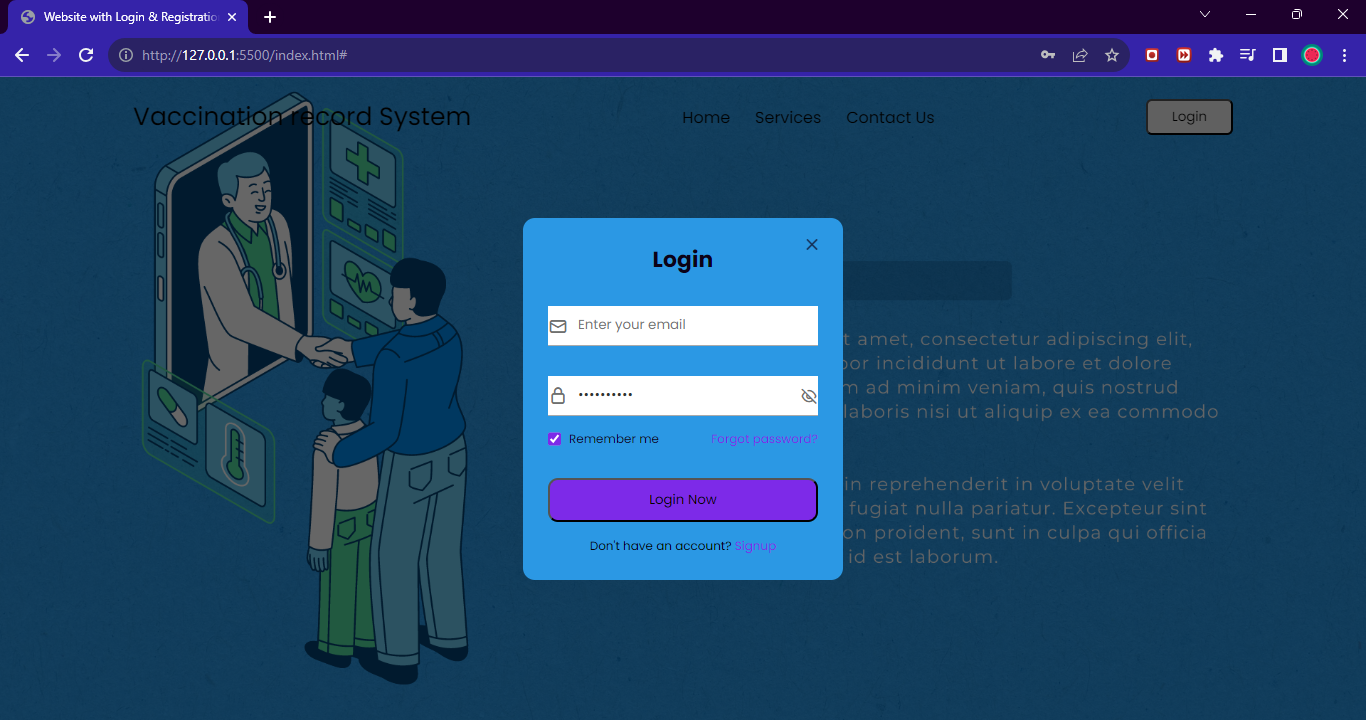 Website with Login & Registratio
http://127.0.0.1:5500/index.html#
Vaccination record System
Home
Services
Contact Us
Login
Login
Enter your email
••••••••••
Remember me
Forgot password?
Login Now
Don't have an account? Signup
t amet, consectetur adipiscing elit,
incididunt ut labore et dolore
ad minim veniam, quis nostrud
laboris nisi ut aliquip ex ea commodo
in reprehenderit in voluptate velit
fugiat nulla pariatur. Excepteur sint
proident, sunt in culpa qui officia
id est laborum.